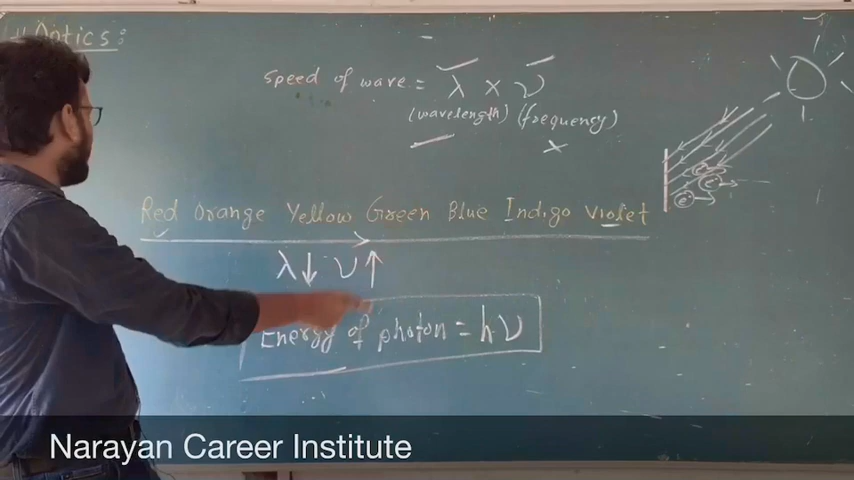 Optics:
speed of wave = λ × ν
(wavelength) (frequency)
×
Red Orange Yellow Green Blue Indigo violet
λ↓ ν↑
Energy of photon = hν
e⁻
e⁻
Narayan Career Institute